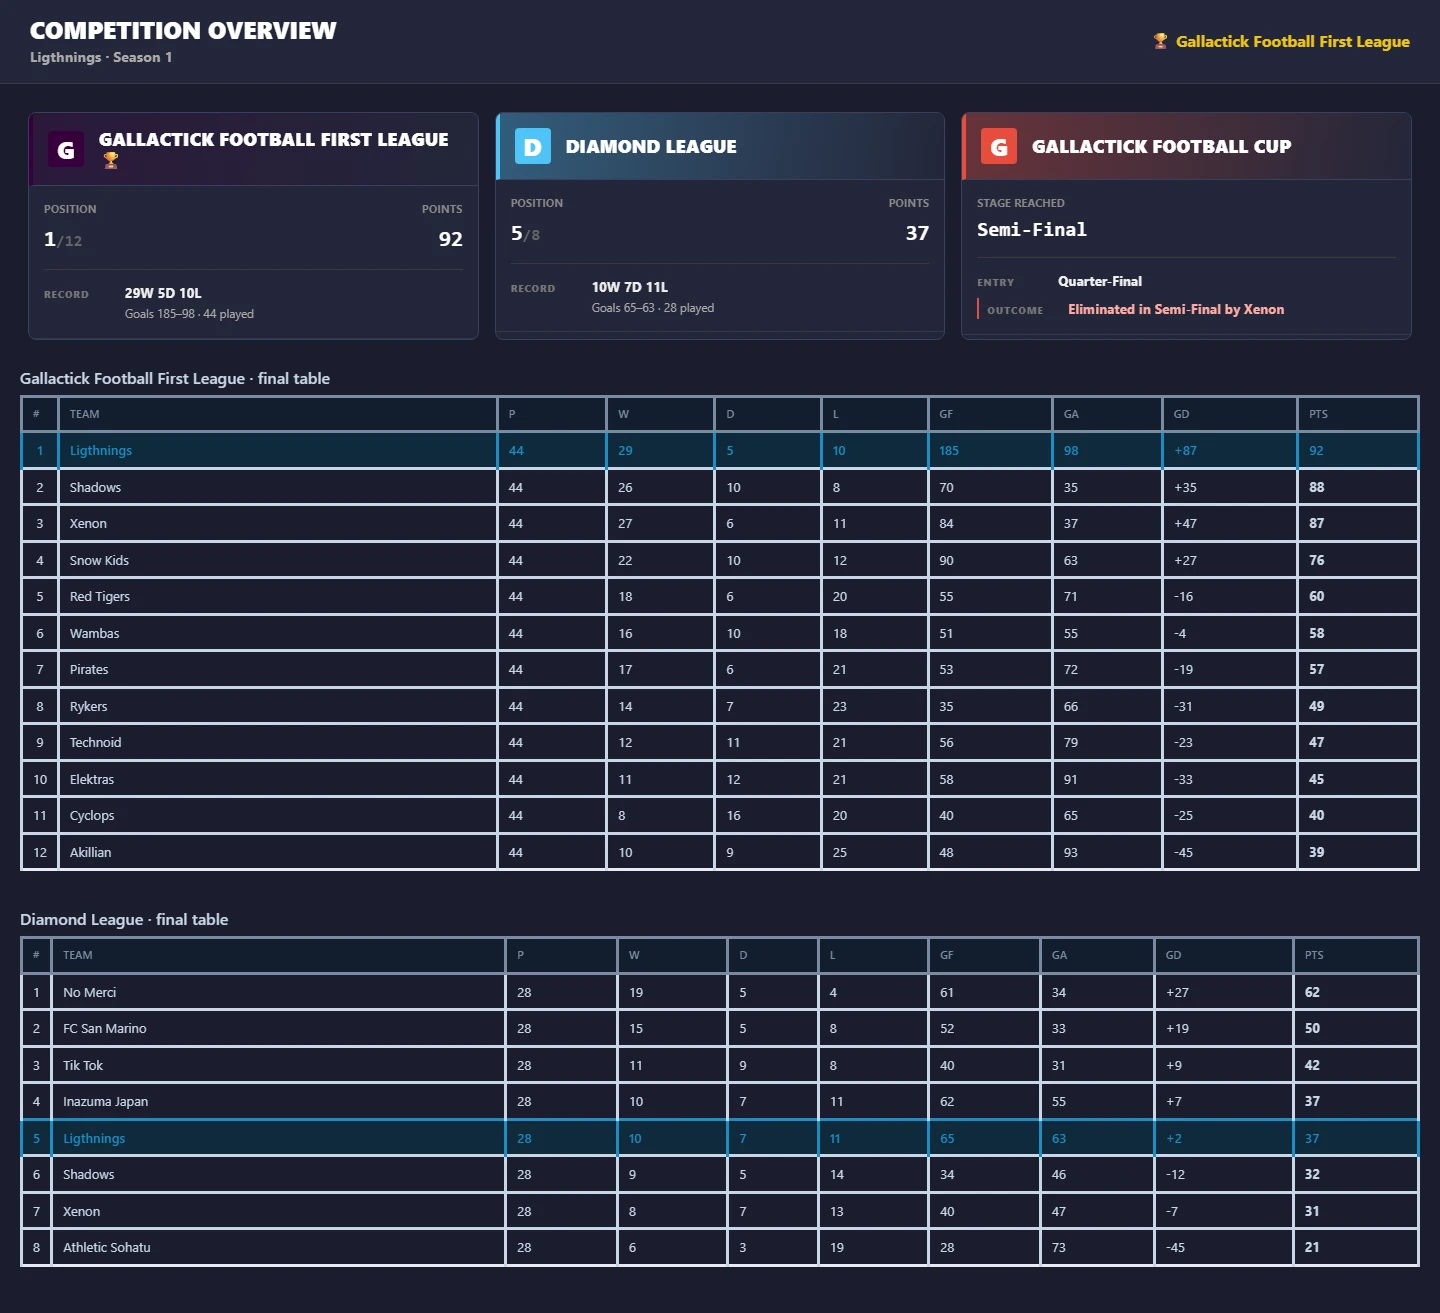 COMPETITION OVERVIEW
Ligthnings · Season 1
🏆 Gallactick Football First League
G GALLACTICK FOOTBALL FIRST LEAGUE
🏆
POSITION POINTS
1/12 92
RECORD 29W 5D 10L
Goals 185–98 · 44 played
D DIAMOND LEAGUE
POSITION POINTS
5/8 37
RECORD 10W 7D 11L
Goals 65–63 · 28 played
G GALLACTICK FOOTBALL CUP
STAGE REACHED
Semi-Final
ENTRY Quarter-Final
OUTCOME Eliminated in Semi-Final by Xenon
Gallactick Football First League · final table
# TEAM P W D L GF GA GD PTS
1 Ligthnings 44 29 5 10 185 98 +87 92
2 Shadows 44 26 10 8 70 35 +35 88
3 Xenon 44 27 6 11 84 37 +47 87
4 Snow Kids 44 22 10 12 90 63 +27 76
5 Red Tigers 44 18 6 20 55 71 -16 60
6 Wambas 44 16 10 18 51 55 -4 58
7 Pirates 44 17 6 21 53 72 -19 57
8 Rykers 44 14 7 23 35 66 -31 49
9 Technoid 44 12 11 21 56 79 -23 47
10 Elektras 44 11 12 21 58 91 -33 45
11 Cyclops 44 8 16 20 40 65 -25 40
12 Akillian 44 10 9 25 48 93 -45 39
Diamond League · final table
# TEAM P W D L GF GA GD PTS
1 No Merci 28 19 5 4 61 34 +27 62
2 FC San Marino 28 15 5 8 52 33 +19 50
3 Tik Tok 28 11 9 8 40 31 +9 42
4 Inazuma Japan 28 10 7 11 62 55 +7 37
5 Ligthnings 28 10 7 11 65 63 +2 37
6 Shadows 28 9 5 14 34 46 -12 32
7 Xenon 28 8 7 13 40 47 -7 31
8 Athletic Sohatu 28 6 3 19 28 73 -45 21